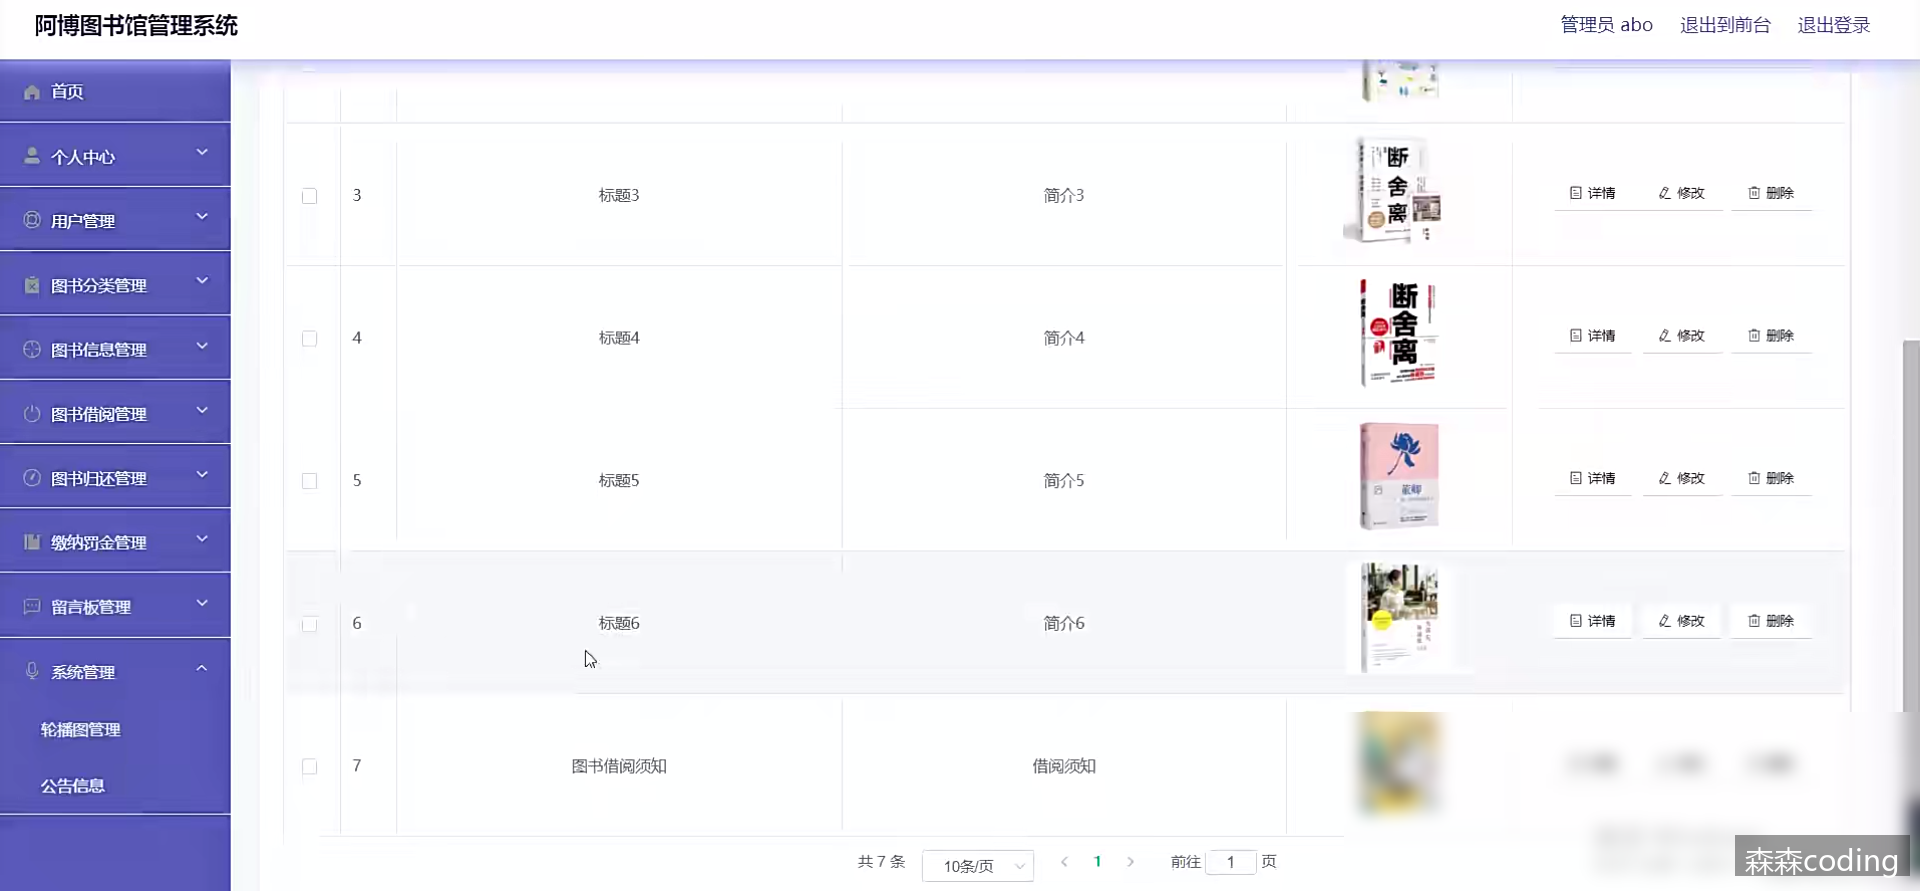 阿博图书馆管理系统
管理员 abo 退出到前台 退出登录
首页
个人中心
用户管理
图书分类管理
图书信息管理
图书借阅管理
图书归还管理
缴纳罚金管理
留言板管理
系统管理
轮播图管理
公告信息
3 标题3 简介3 断舍离 详情 修改 删除
4 标题4 简介4 断舍离 详情 修改 删除
5 标题5 简介5 详情 修改 删除
6 标题6 简介6 详情 修改 删除
7 图书借阅须知 借阅须知
共 7 条 10条/页 1 前往 1 页
森森coding